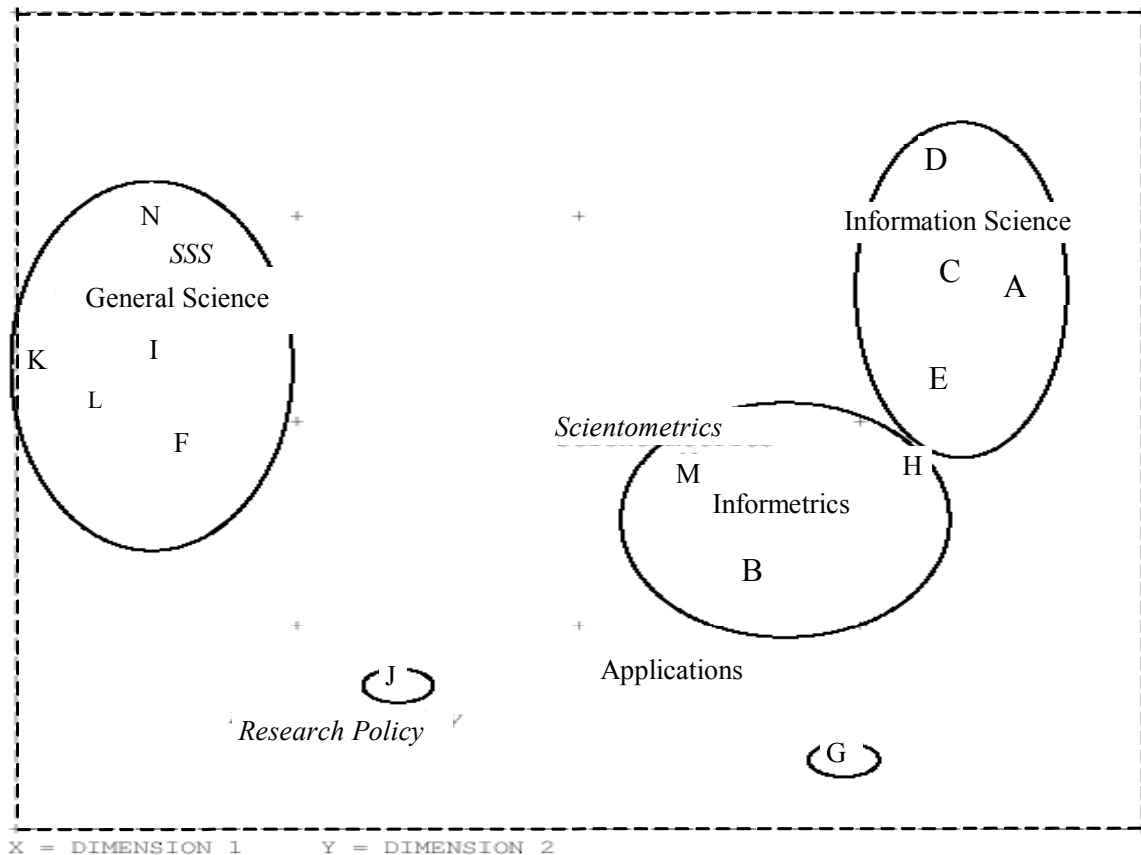 D
N
Information Science
SSS
C
A
General Science
I
K
E
L
Scientometrics
F
H
M
Informetrics
B
Applications
J
Research Policy
G
X = DIMENSION 1 Y = DIMENSION 2